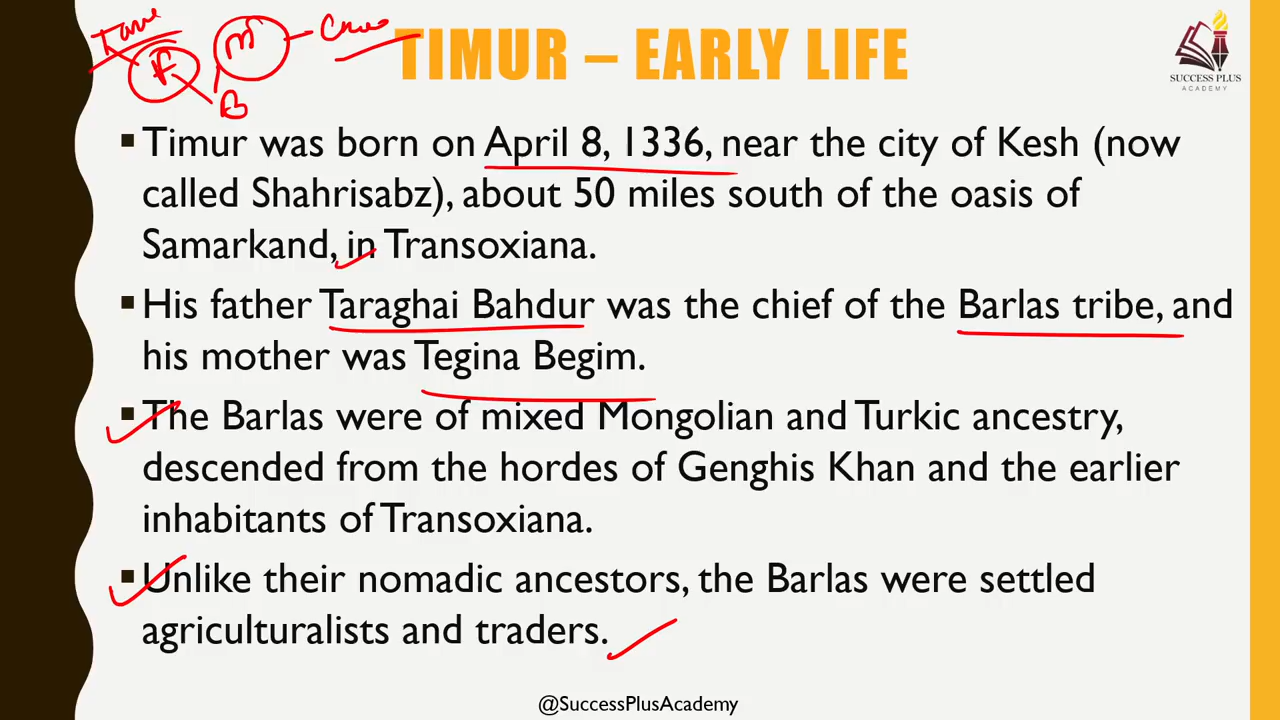 TIMUR – EARLY LIFE
SUCCESS PLUS
ACADEMY
▪Timur was born on April 8, 1336, near the city of Kesh (now
called Shahrisabz), about 50 miles south of the oasis of
Samarkand, in Transoxiana.
▪His father Taraghai Bahdur was the chief of the Barlas tribe, and
his mother was Tegina Begim.
▪The Barlas were of mixed Mongolian and Turkic ancestry,
descended from the hordes of Genghis Khan and the earlier
inhabitants of Transoxiana.
▪Unlike their nomadic ancestors, the Barlas were settled
agriculturalists and traders.
@SuccessPlusAcademy